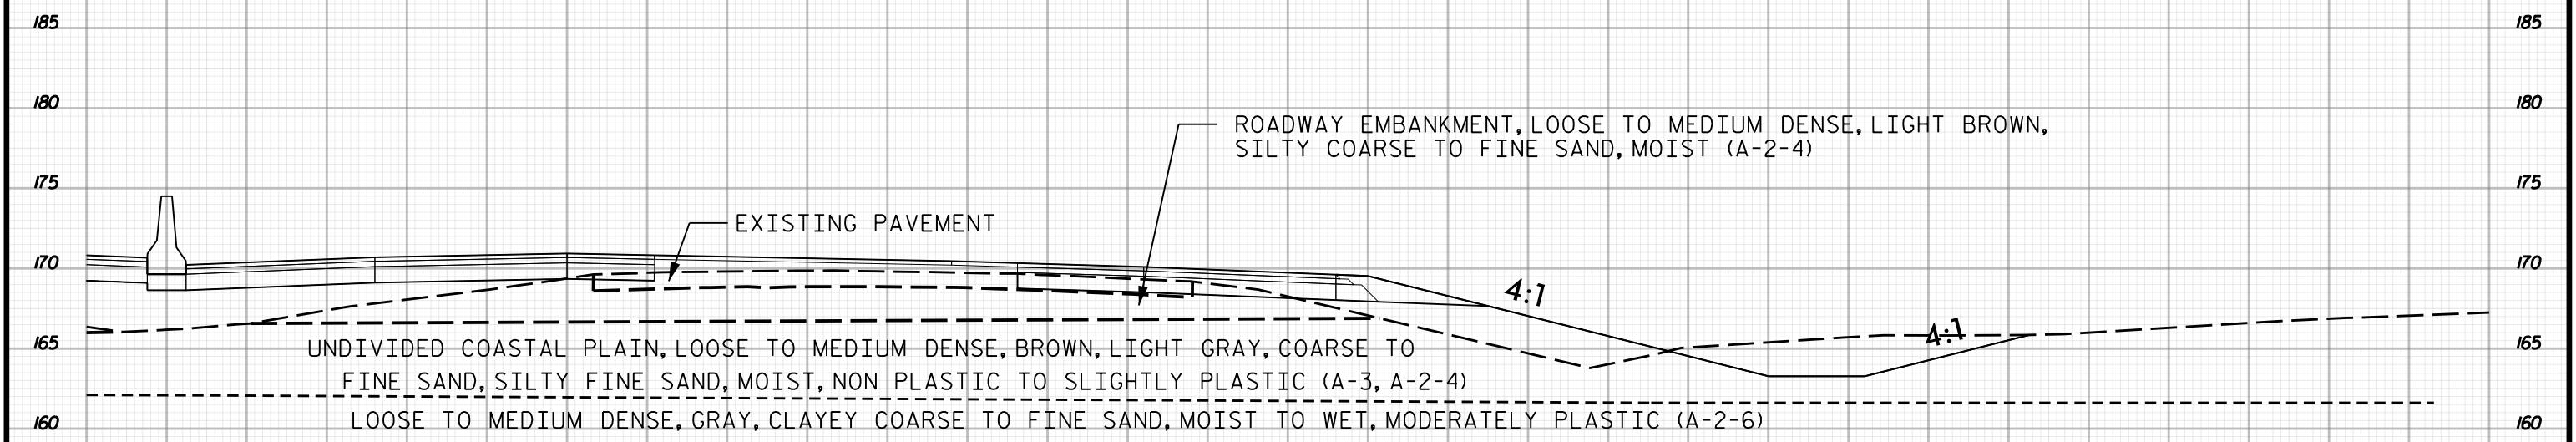 185 185
180 180
ROADWAY EMBANKMENT, LOOSE TO MEDIUM DENSE, LIGHT BROWN,
SILTY COARSE TO FINE SAND, MOIST (A-2-4)
175 175
EXISTING PAVEMENT
170 170
4:1
4:1
165 165
UNDIVIDED COASTAL PLAIN, LOOSE TO MEDIUM DENSE, BROWN, LIGHT GRAY, COARSE TO
FINE SAND, SILTY FINE SAND, MOIST, NON PLASTIC TO SLIGHTLY PLASTIC (A-3, A-2-4)
160 160
LOOSE TO MEDIUM DENSE, GRAY, CLAYEY COARSE TO FINE SAND, MOIST TO WET, MODERATELY PLASTIC (A-2-6)